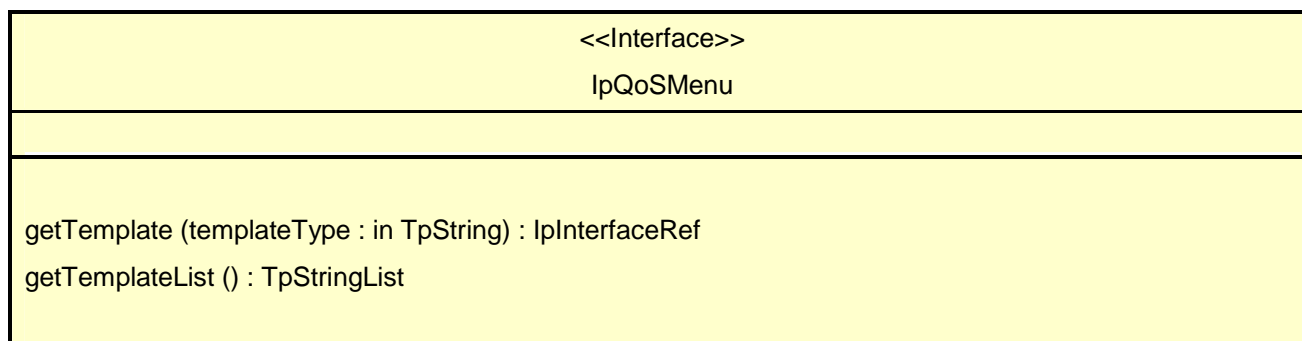 <<Interface>>
IpQoSMenu
getTemplate (templateType : in TpString) : IpInterfaceRef
getTemplateList () : TpStringList